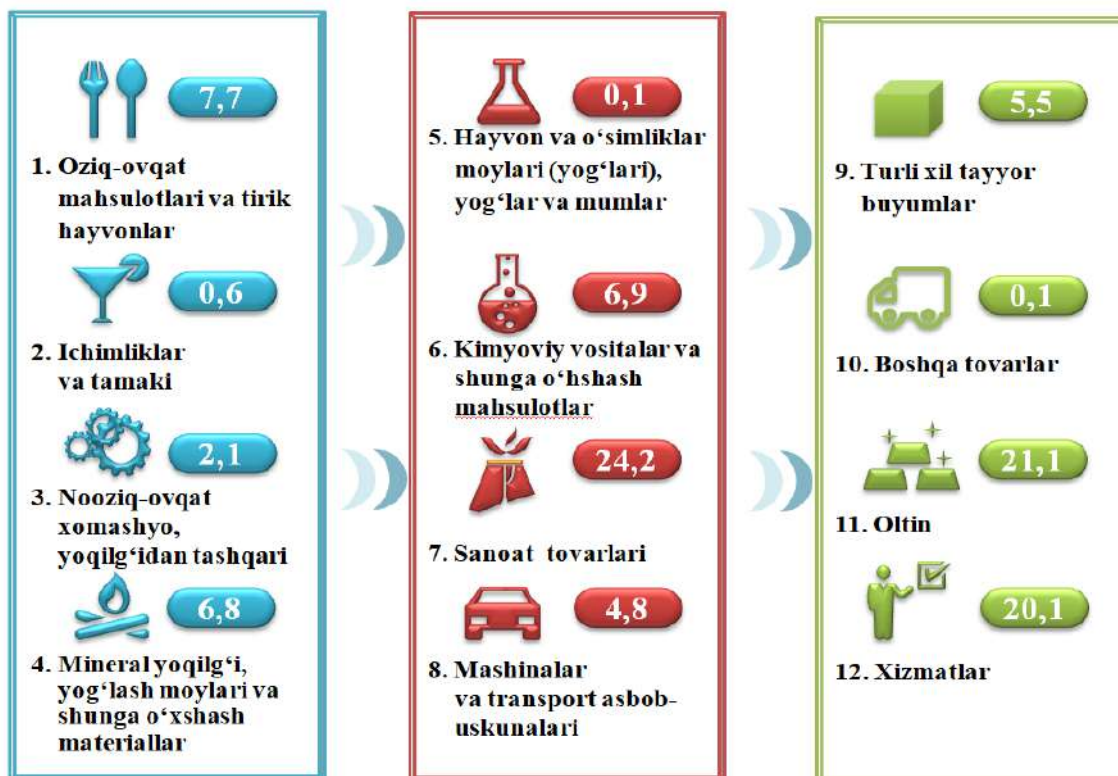 7,7
1. Oziq-ovqat
mahsulotlari va tirik
hayvonlar
0,6
2. Ichimliklar
va tamaki
2,1
3. Nooziq-ovqat
xomashyo,
yoqilg‘idan tashqari
6,8
4. Mineral yoqilg‘i,
yog‘lash moylari va
shunga o‘xshash
materiallar
0,1
5. Hayvon va o‘simliklar
moylari (yog‘lari),
yog‘lar va mumlar
6,9
6. Kimyoviy vositalar va
shunga o‘hshash
mahsulotlar
24,2
7. Sanoat tovarlari
4,8
8. Mashinalar
va transport asbob-
uskunalari
5,5
9. Turli xil tayyor
buyumlar
0,1
10. Boshqa tovarlar
21,1
11. Oltin
20,1
12. Xizmatlar